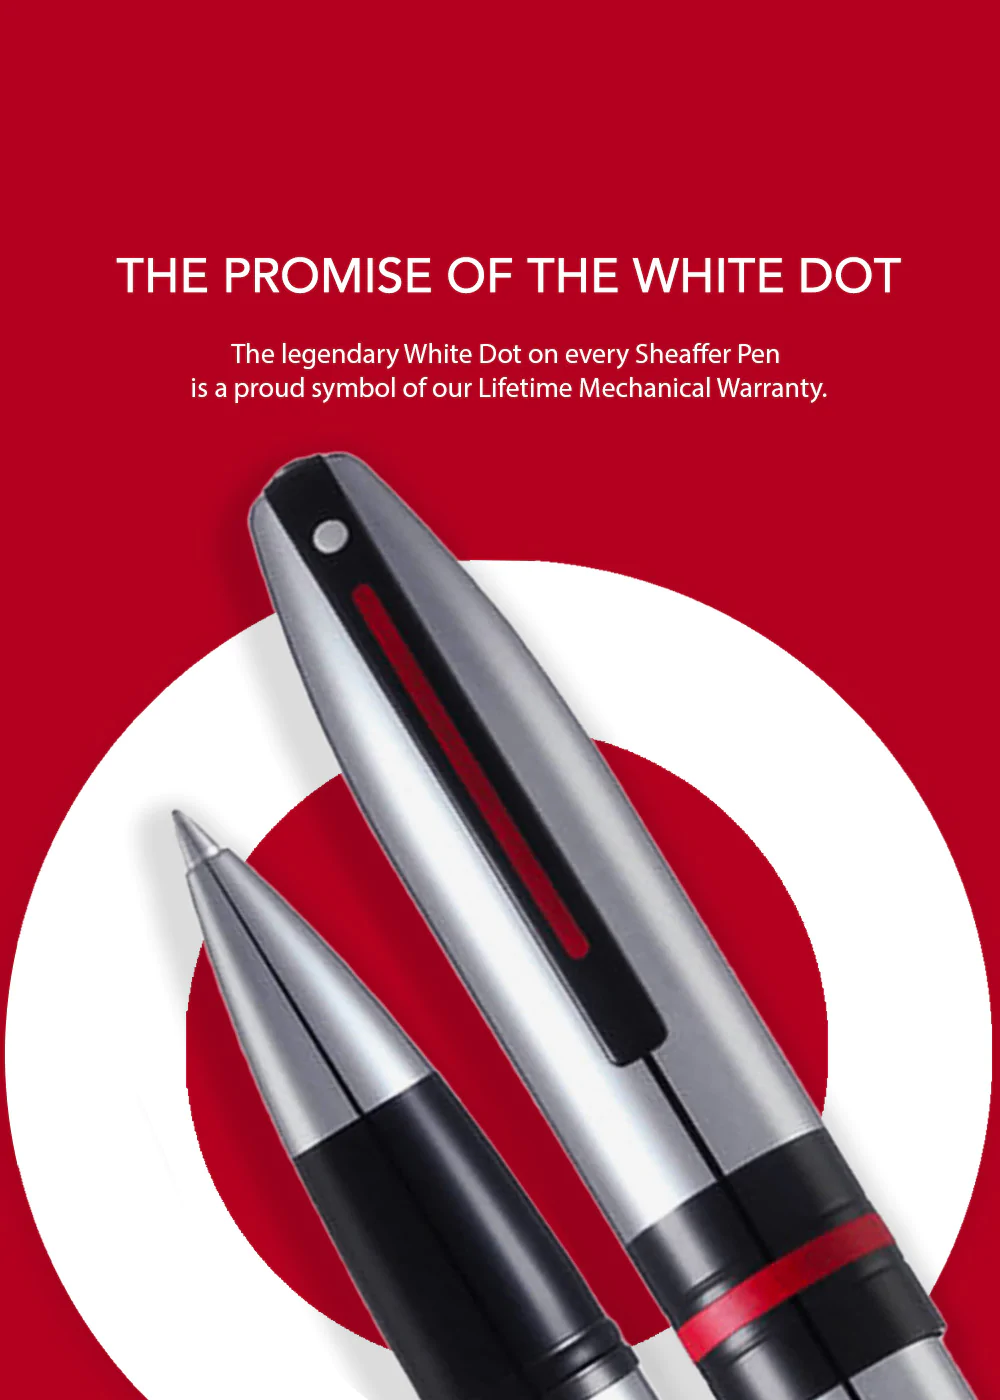 THE PROMISE OF THE WHITE DOT
The legendary White Dot on every Sheaffer Pen
is a proud symbol of our Lifetime Mechanical Warranty.